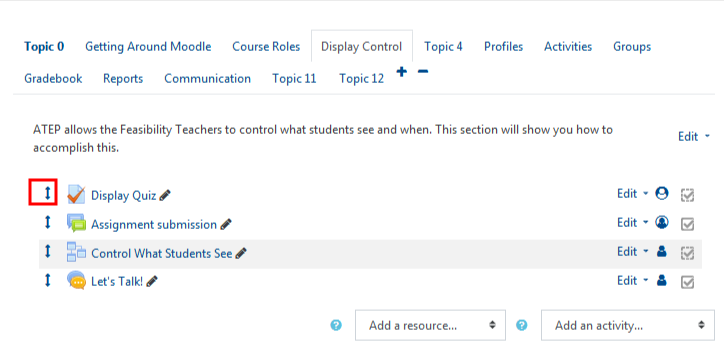 Topic 0 Getting Around Moodle Course Roles Display Control Topic 4 Profiles Activities Groups
Gradebook Reports Communication Topic 11 Topic 12 + −
ATEP allows the Feasibility Teachers to control what students see and when. This section will show you how to
accomplish this.
Edit
Display Quiz Edit
Assignment submission Edit
Control What Students See Edit
Let's Talk! Edit
? Add a resource... ? Add an activity...